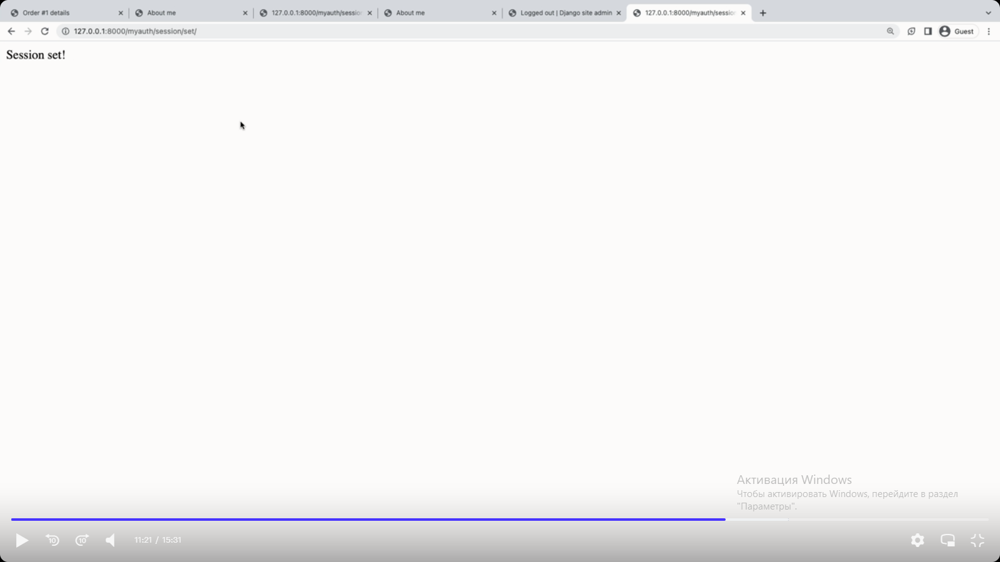 Order #1 details
About me
127.0.0.1:8000/myauth/session
About me
Logged out | Django site admin
127.0.0.1:8000/myauth/session
127.0.0.1:8000/myauth/session/set/
Guest
Session set!
Активация Windows
Чтобы активировать Windows, перейдите в раздел
"Параметры".
10
10
11:21 / 15:31